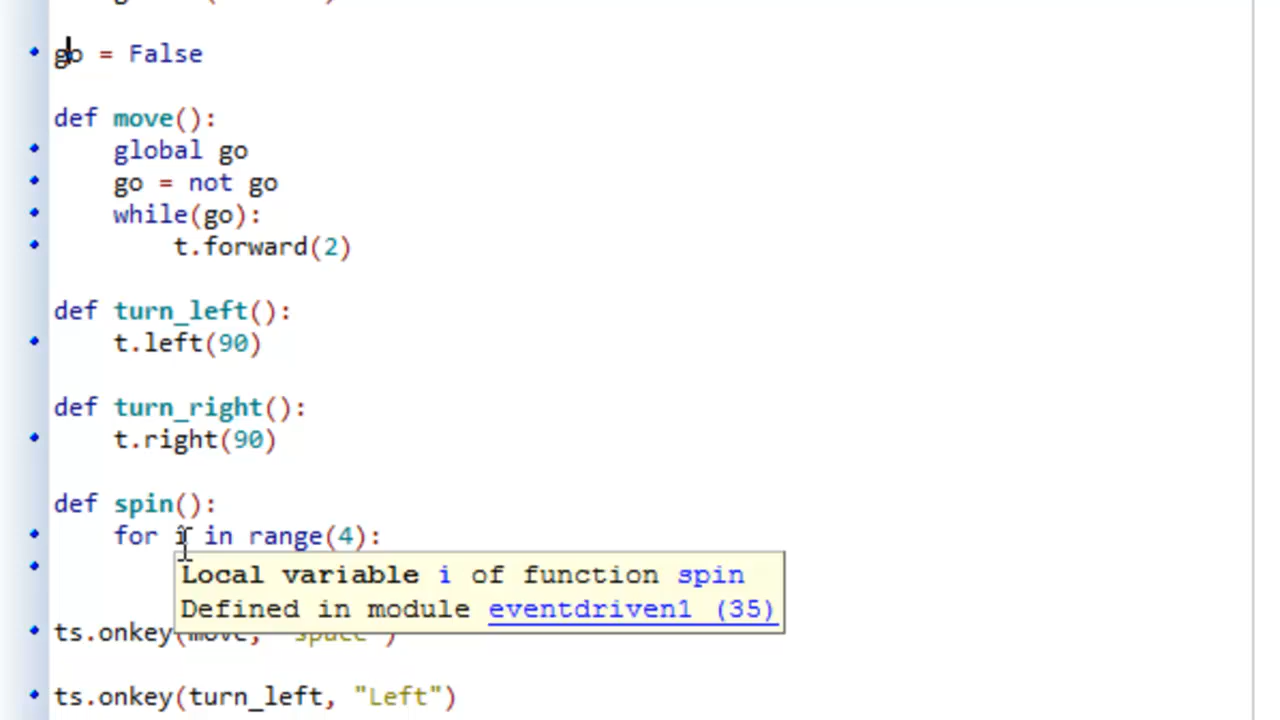 go = False
def move():
global go
go = not go
while(go):
t.forward(2)
def turn_left():
t.left(90)
def turn_right():
t.right(90)
def spin():
for i in range(4):
Local variable i of function spin
Defined in module eventdriven1 (35)
ts.onkey(move, "space")
ts.onkey(turn_left, "Left")